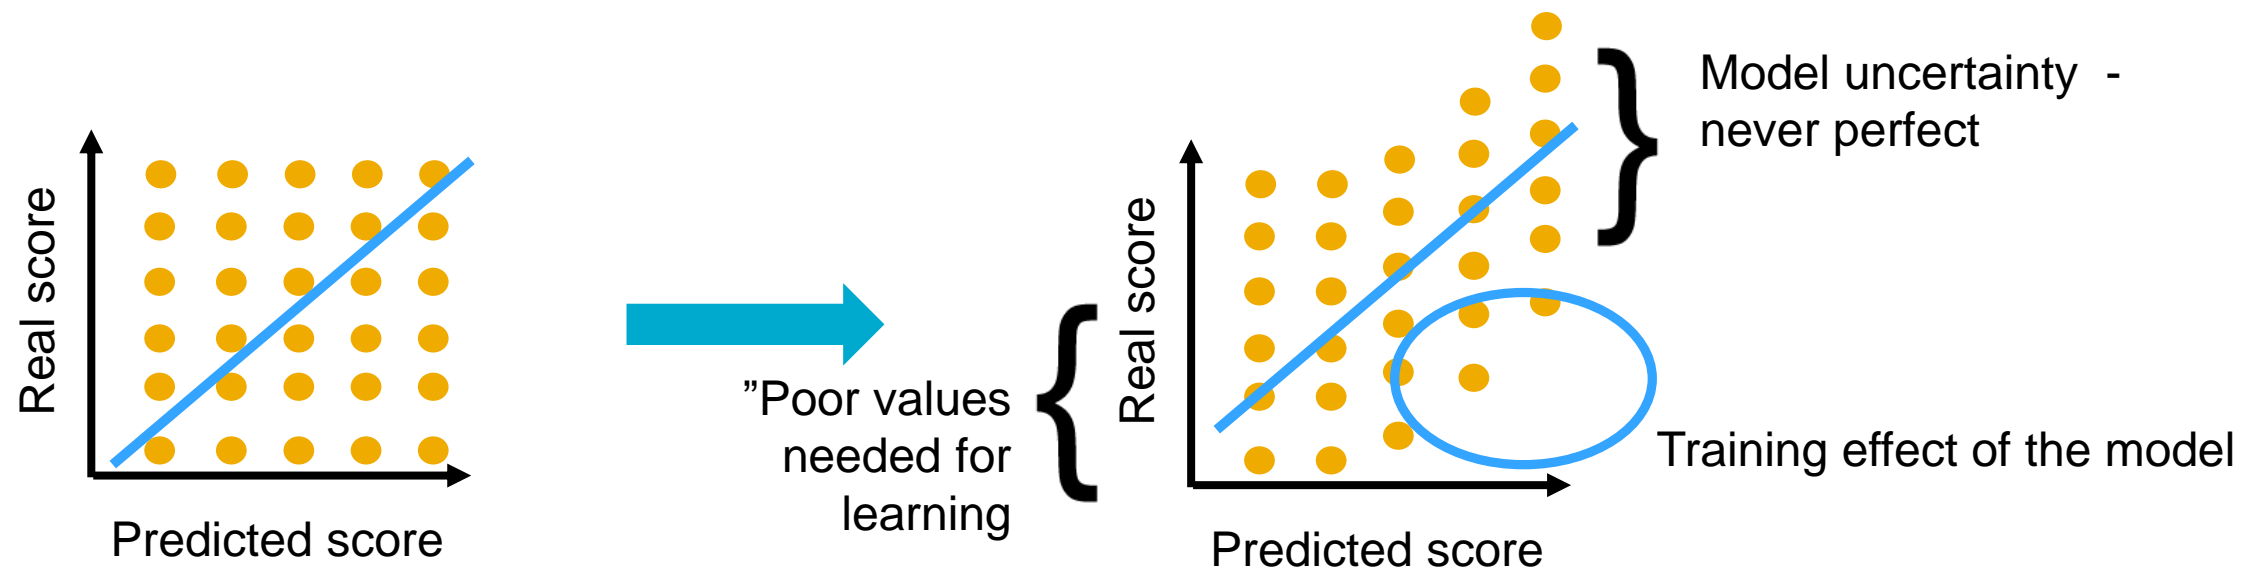 Real score
Predicted score
”Poor values
needed for
learning
Real score
Predicted score
Model uncertainty -
never perfect
Training effect of the model